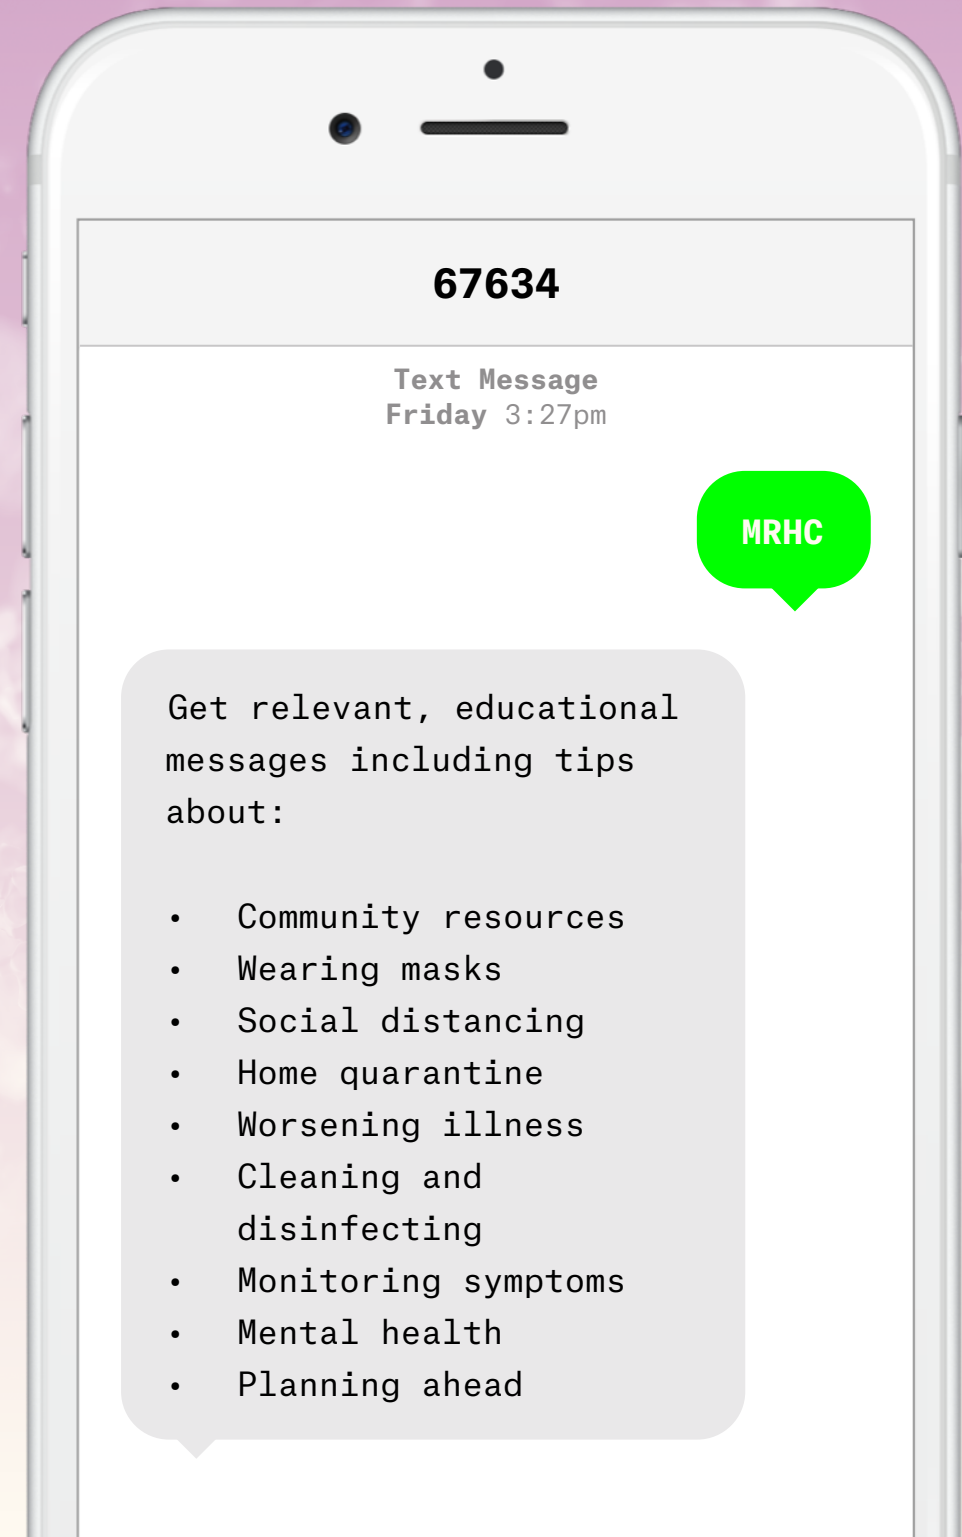 67634
Text Message
Friday 3:27pm
MRHC
Get relevant, educational
messages including tips
about:
• Community resources
• Wearing masks
• Social distancing
• Home quarantine
• Worsening illness
• Cleaning and
disinfecting
• Monitoring symptoms
• Mental health
• Planning ahead